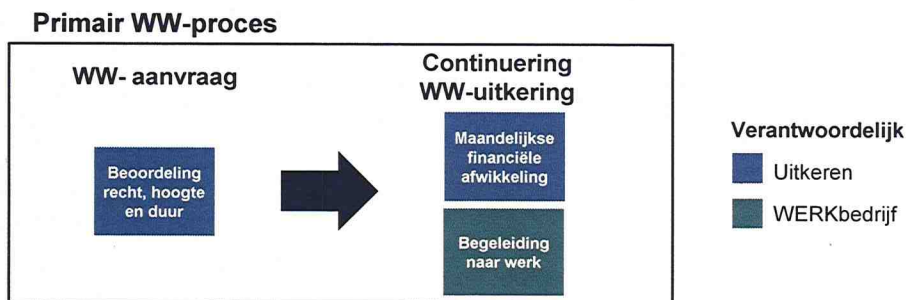 Primair WW-proces
WW- aanvraag
Beoordeling
recht, hoogte
en duur
Continuering
WW-uitkering
Maandelijkse
financiële
afwikkeling
Begeleiding
naar werk
Verantwoordelijk
Uitkeren
WERKbedrijf